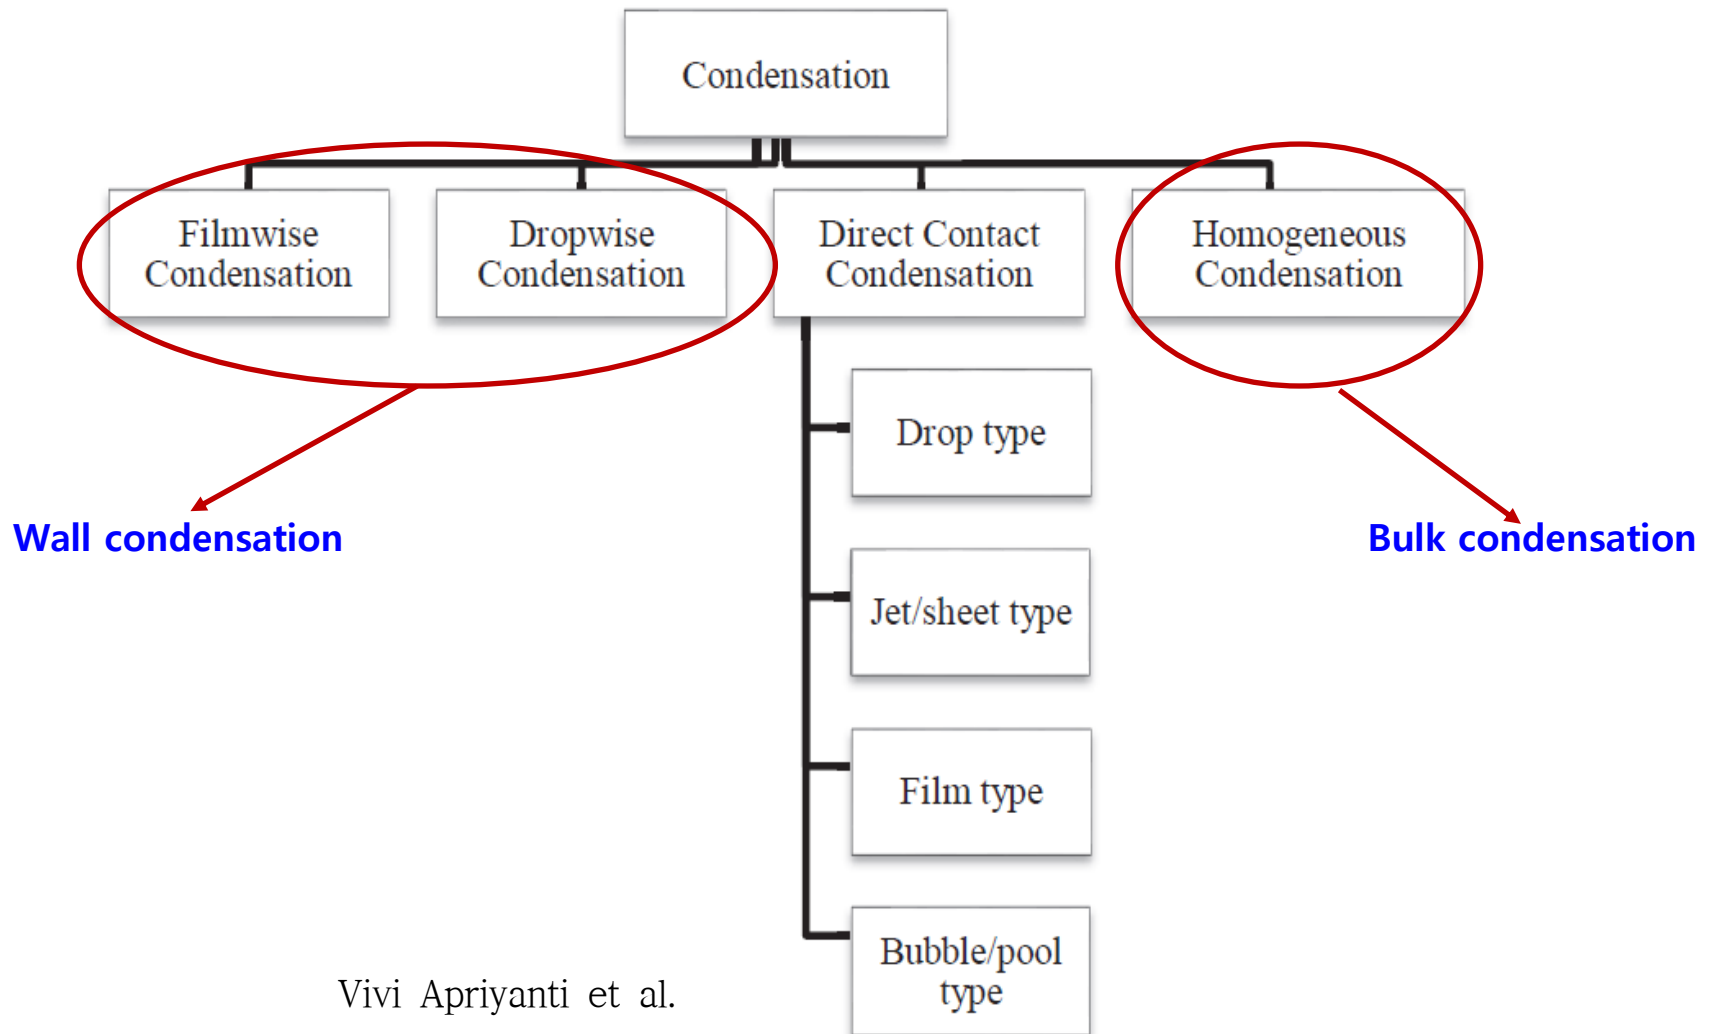 Condensation
Filmwise
Condensation
Dropwise
Condensation
Direct Contact
Condensation
Homogeneous
Condensation
Drop type
Wall condensation
Bulk condensation
Jet/sheet type
Film type
Bubble/pool
type
Vivi Apriyanti et al.